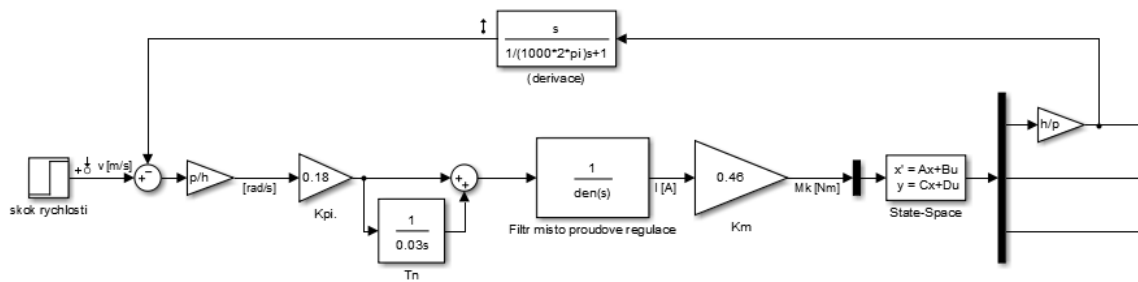 s
1/(1000*2*pi)s+1
(derivace)
h/p
v [m/s]
+
-
p/h
[rad/s]
0.18
Kpi.
+
+
1
den(s)
I [A]
0.46
Mk [Nm]
x' = Ax+Bu
y = Cx+Du
State-Space
skok rychlosti
1
0.03s
Tn
Filtr misto proudove regulace
Km